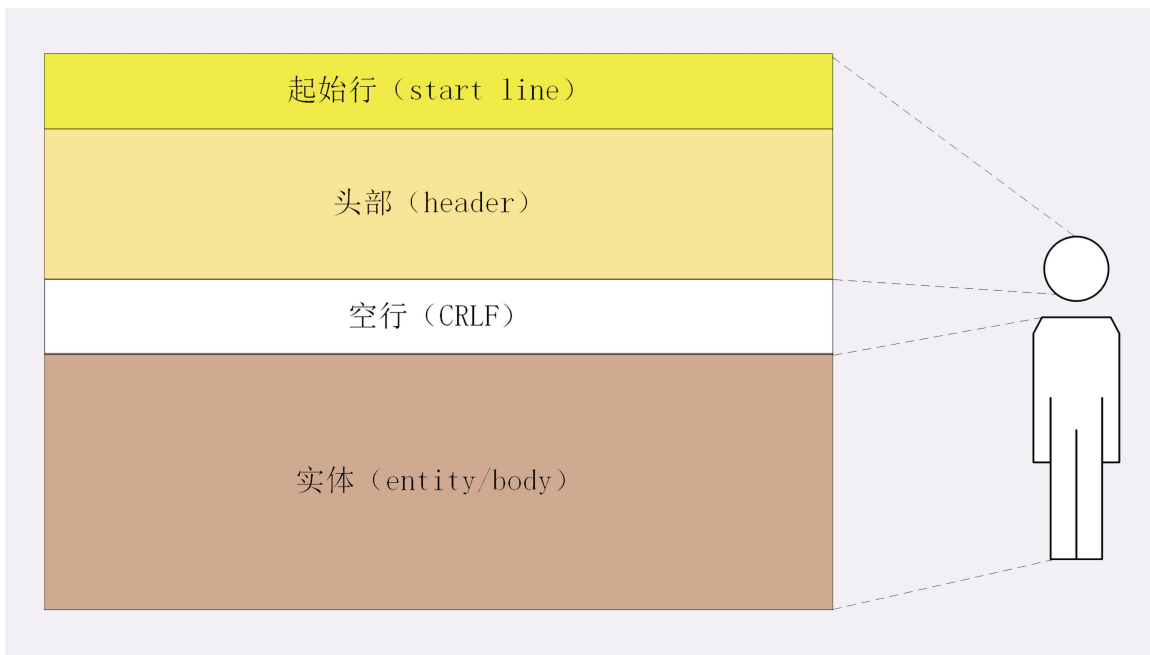 起始行（start line）
头部（header）
空行（CRLF）
实体（entity/body）